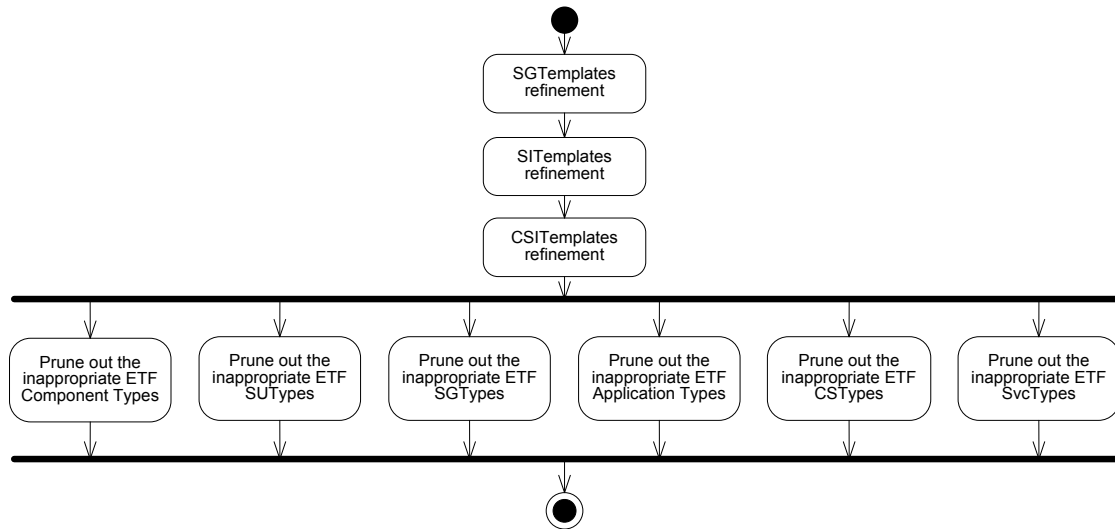 SGTemplates
refinement
SITemplates
refinement
CSITemplates
refinement
Prune out the
inappropriate ETF
Component Types
Prune out the
inappropriate ETF
SUTypes
Prune out the
inappropriate ETF
SGTypes
Prune out the
inappropriate ETF
Application Types
Prune out the
inappropriate ETF
CSTypes
Prune out the
inappropriate ETF
SvcTypes